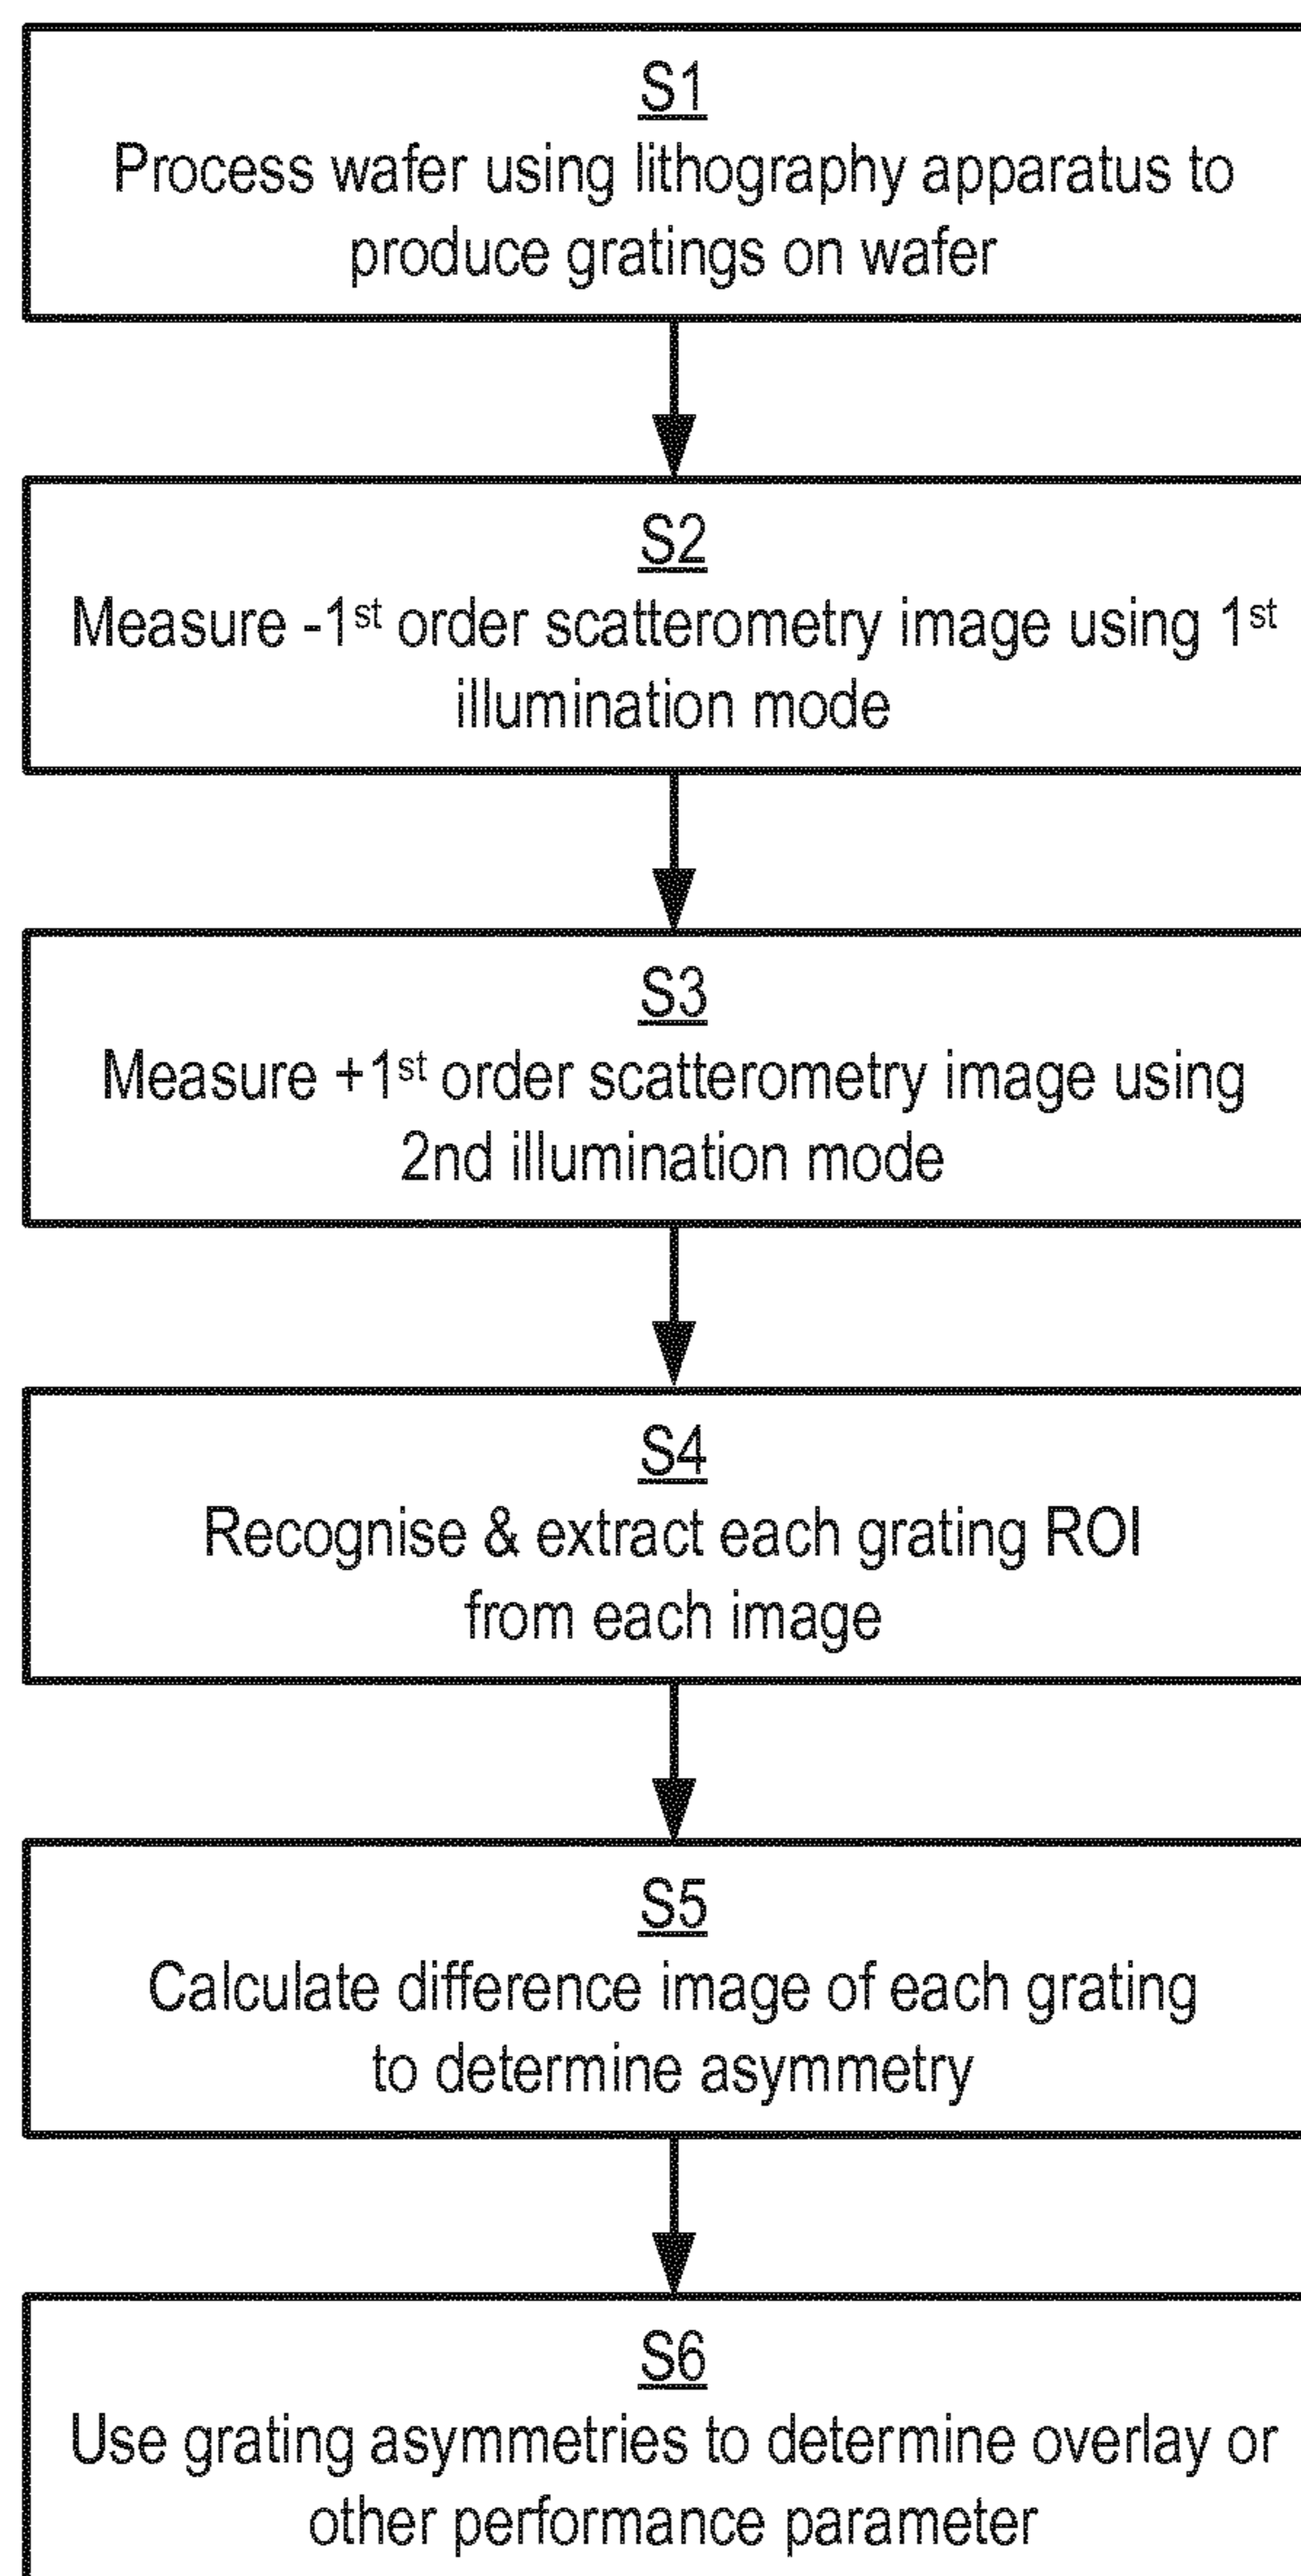 S1
Process wafer using lithography apparatus to
produce gratings on wafer
S2
Measure -1st order scatterometry image using 1st
illumination mode
S3
Measure +1st order scatterometry image using
2nd illumination mode
S4
Recognise & extract each grating ROI
from each image
S5
Calculate difference image of each grating
to determine asymmetry
S6
Use grating asymmetries to determine overlay or
other performance parameter